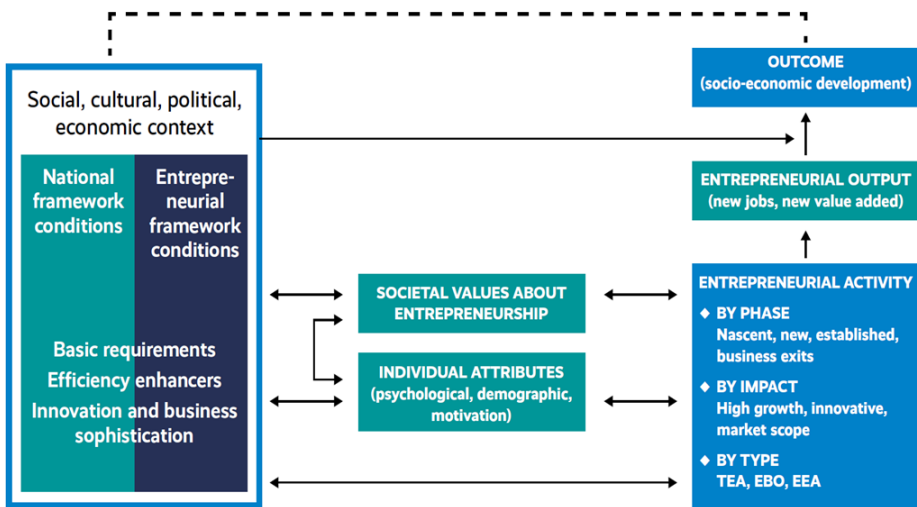 Social, cultural, political,
economic context
National
framework
conditions
Entrepre-
neurial
framework
conditions
Basic requirements
Efficiency enhancers
Innovation and business
sophistication
SOCIETAL VALUES ABOUT
ENTREPRENEURSHIP
INDIVIDUAL ATTRIBUTES
(psychological, demographic,
motivation)
OUTCOME
(socio-economic development)
ENTREPRENEURIAL OUTPUT
(new jobs, new value added)
ENTREPRENEURIAL ACTIVITY
◆ BY PHASE
Nascent, new, established,
business exits
◆ BY IMPACT
High growth, innovative,
market scope
◆ BY TYPE
TEA, EBO, EEA